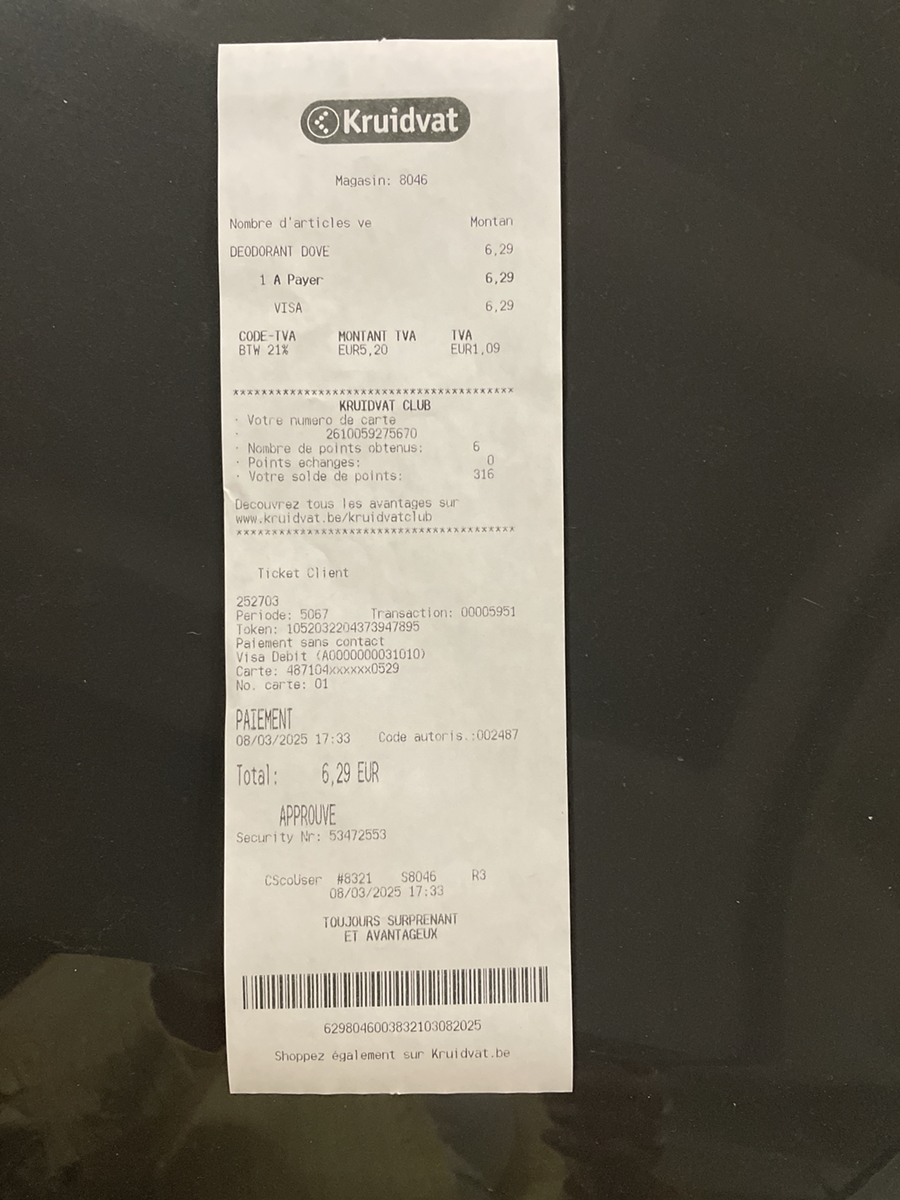 Kruidvat
Magasin: 8046
Nombre d'articles ve Montan
DEODORANT DOVE 6,29
1 A Payer 6,29
VISA 6,29
CODE-TVA MONTANT TVA TVA
BTW 21% EUR5,20 EUR1,09
****************************************
KRUIDVAT CLUB
· Votre numero de carte
· 2610059275670
· Nombre de points obtenus: 6
· Points echanges: 0
· Votre solde de points: 316
Decouvrez tous les avantages sur
www.kruidvat.be/kruidvatclub
****************************************
Ticket Client
252703
Periode: 5067 Transaction: 00005951
Token: 1052032204373947895
Paiement sans contact
Visa Debit (A0000000031010)
Carte: 487104xxxxxx0529
No. carte: 01
PAIEMENT
08/03/2025 17:33 Code autoris.:002487
Total: 6,29 EUR
APPROUVE
Security Nr: 53472553
CScoUser #8321 S8046 R3
08/03/2025 17:33
TOUJOURS SURPRENANT
ET AVANTAGEUX
6298046003832103082025
Shoppez également sur Kruidvat.be